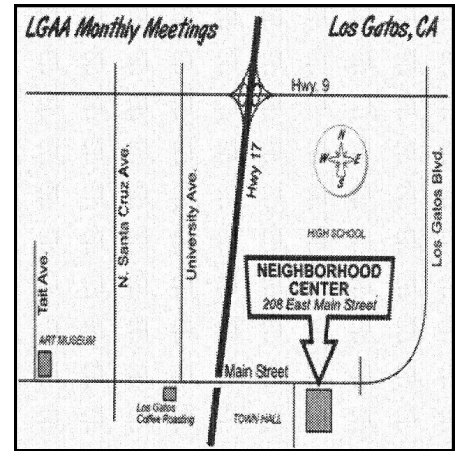 LGAA Monthly Meetings
Los Gatos, CA
Hwy. 9
N
W E
S
Hwy 17
Tait Ave.
N. Santa Cruz Ave.
University Ave.
Los Gatos Blvd.
HIGH SCHOOL
NEIGHBORHOOD
CENTER
208 East Main Street
ART MUSEUM
Main Street
Los Gatos
Coffee Roasting
TOWN HALL